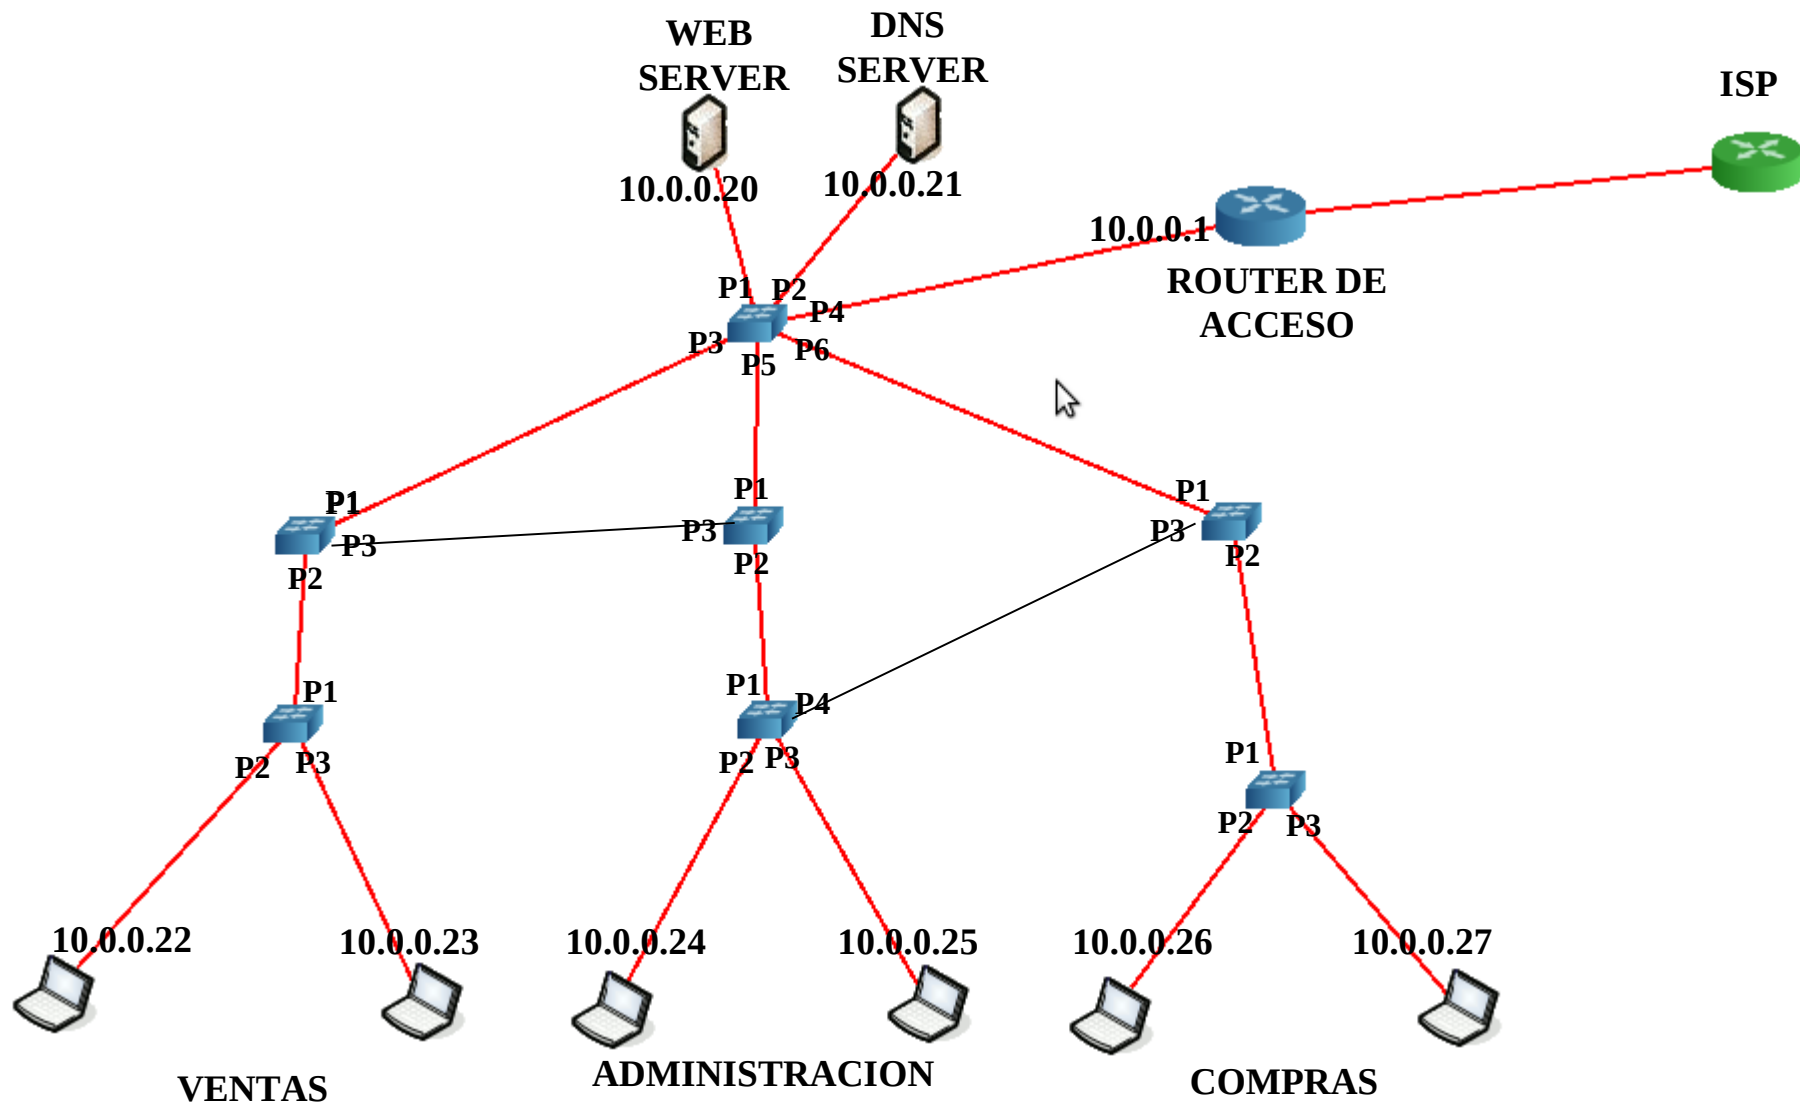 WEB
SERVER
DNS
SERVER
ISP
10.0.0.20
10.0.0.21
10.0.0.1
ROUTER DE
ACCESO
P1
P2
P4
P3
P5
P6
P1
P3
P2
P1
P3
P2
P1
P3
P2
P1
P2
P3
P1
P4
P2
P3
P1
P2
P3
10.0.0.22
10.0.0.23
10.0.0.24
10.0.0.25
10.0.0.26
10.0.0.27
VENTAS
ADMINISTRACION
COMPRAS